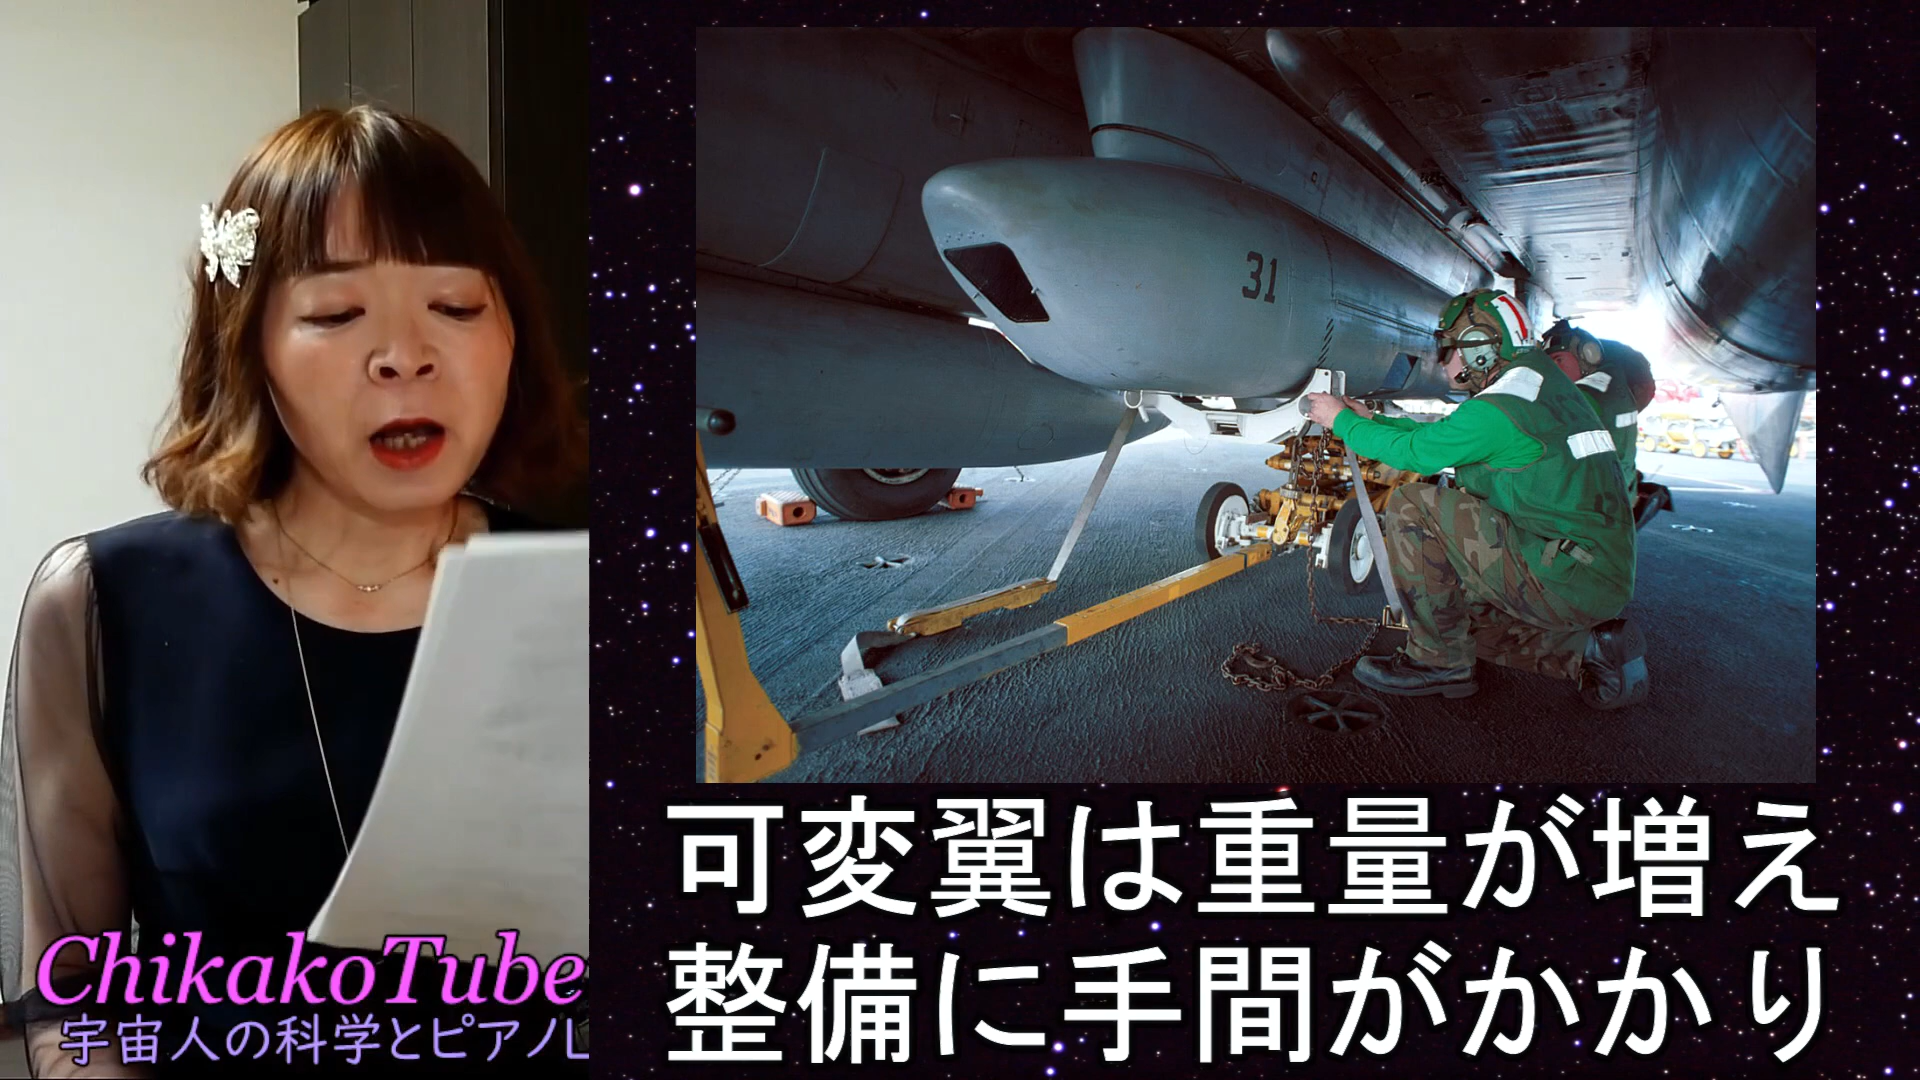 31
可変翼は重量が増え
整備に手間がかかり
ChikakoTube
宇宙人の科学とピアノ